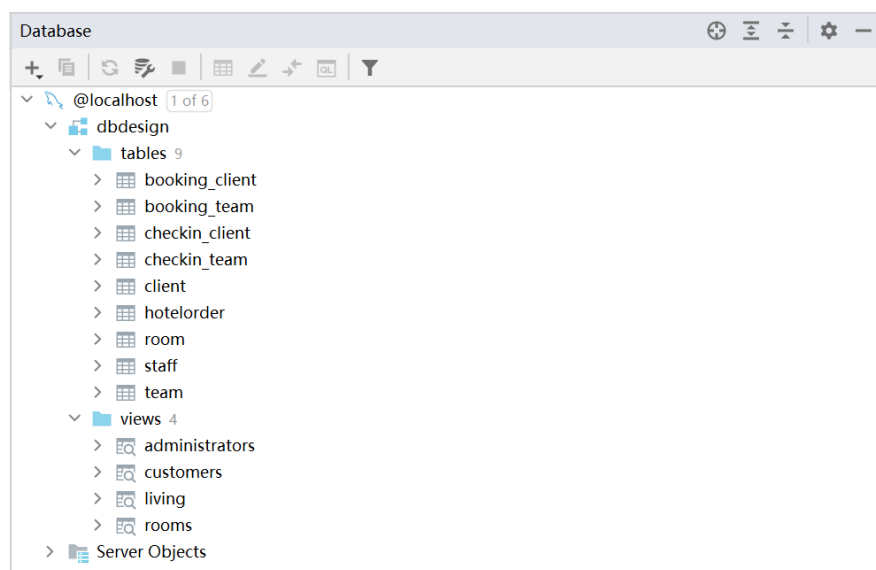 Database
QL
@localhost 1 of 6
dbdesign
tables 9
booking_client
booking_team
checkin_client
checkin_team
client
hotelorder
room
staff
team
views 4
administrators
customers
living
rooms
Server Objects